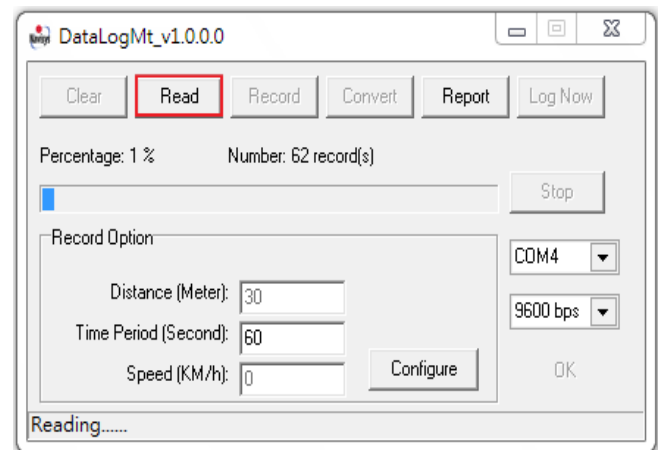 DataLogMt_v1.0.0.0
Clear Read Record Convert Report Log Now
Percentage: 1 % Number: 62 record(s)
Stop
Record Option
COM4
Distance (Meter): 30
9600 bps
Time Period (Second): 60
Speed (KM/h): 0
Configure
OK
Reading......